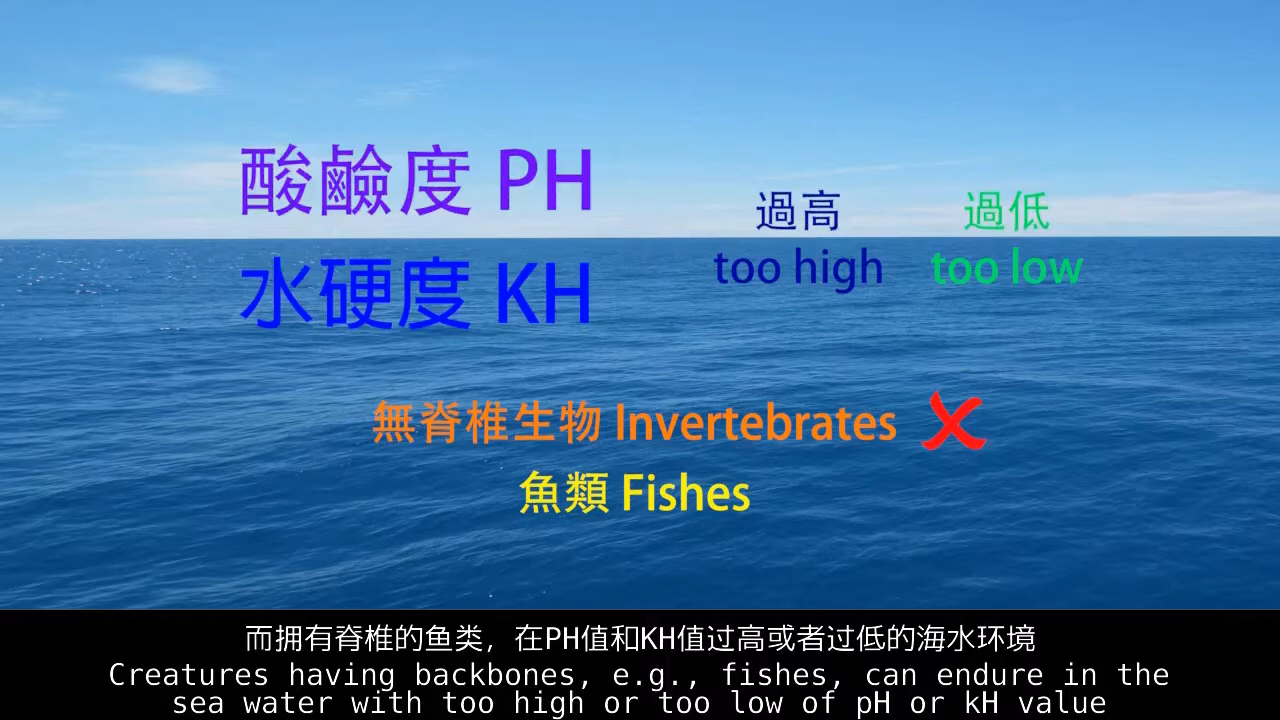 酸鹼度 PH
水硬度 KH
過高
too high
過低
too low
無脊椎生物 Invertebrates
魚類 Fishes
而拥有脊椎的鱼类，在PH值和KH值过高或者过低的海水环境
Creatures having backbones, e.g., fishes, can endure in the
sea water with too high or too low of pH or kH value